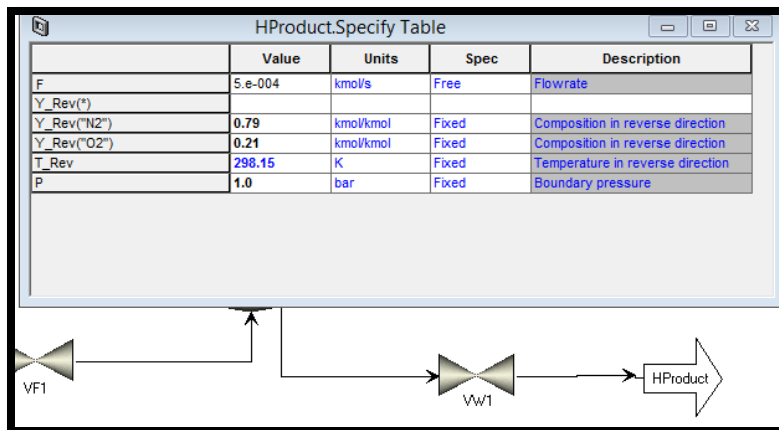 HProduct.Specify Table
Value Units Spec Description
F 5.e-004 kmol/s Free Flowrate
Y_Rev(*)
Y_Rev("N2") 0.79 kmol/kmol Fixed Composition in reverse direction
Y_Rev("O2") 0.21 kmol/kmol Fixed Composition in reverse direction
T_Rev 298.15 K Fixed Temperature in reverse direction
P 1.0 bar Fixed Boundary pressure
HProduct
VF1
VW1